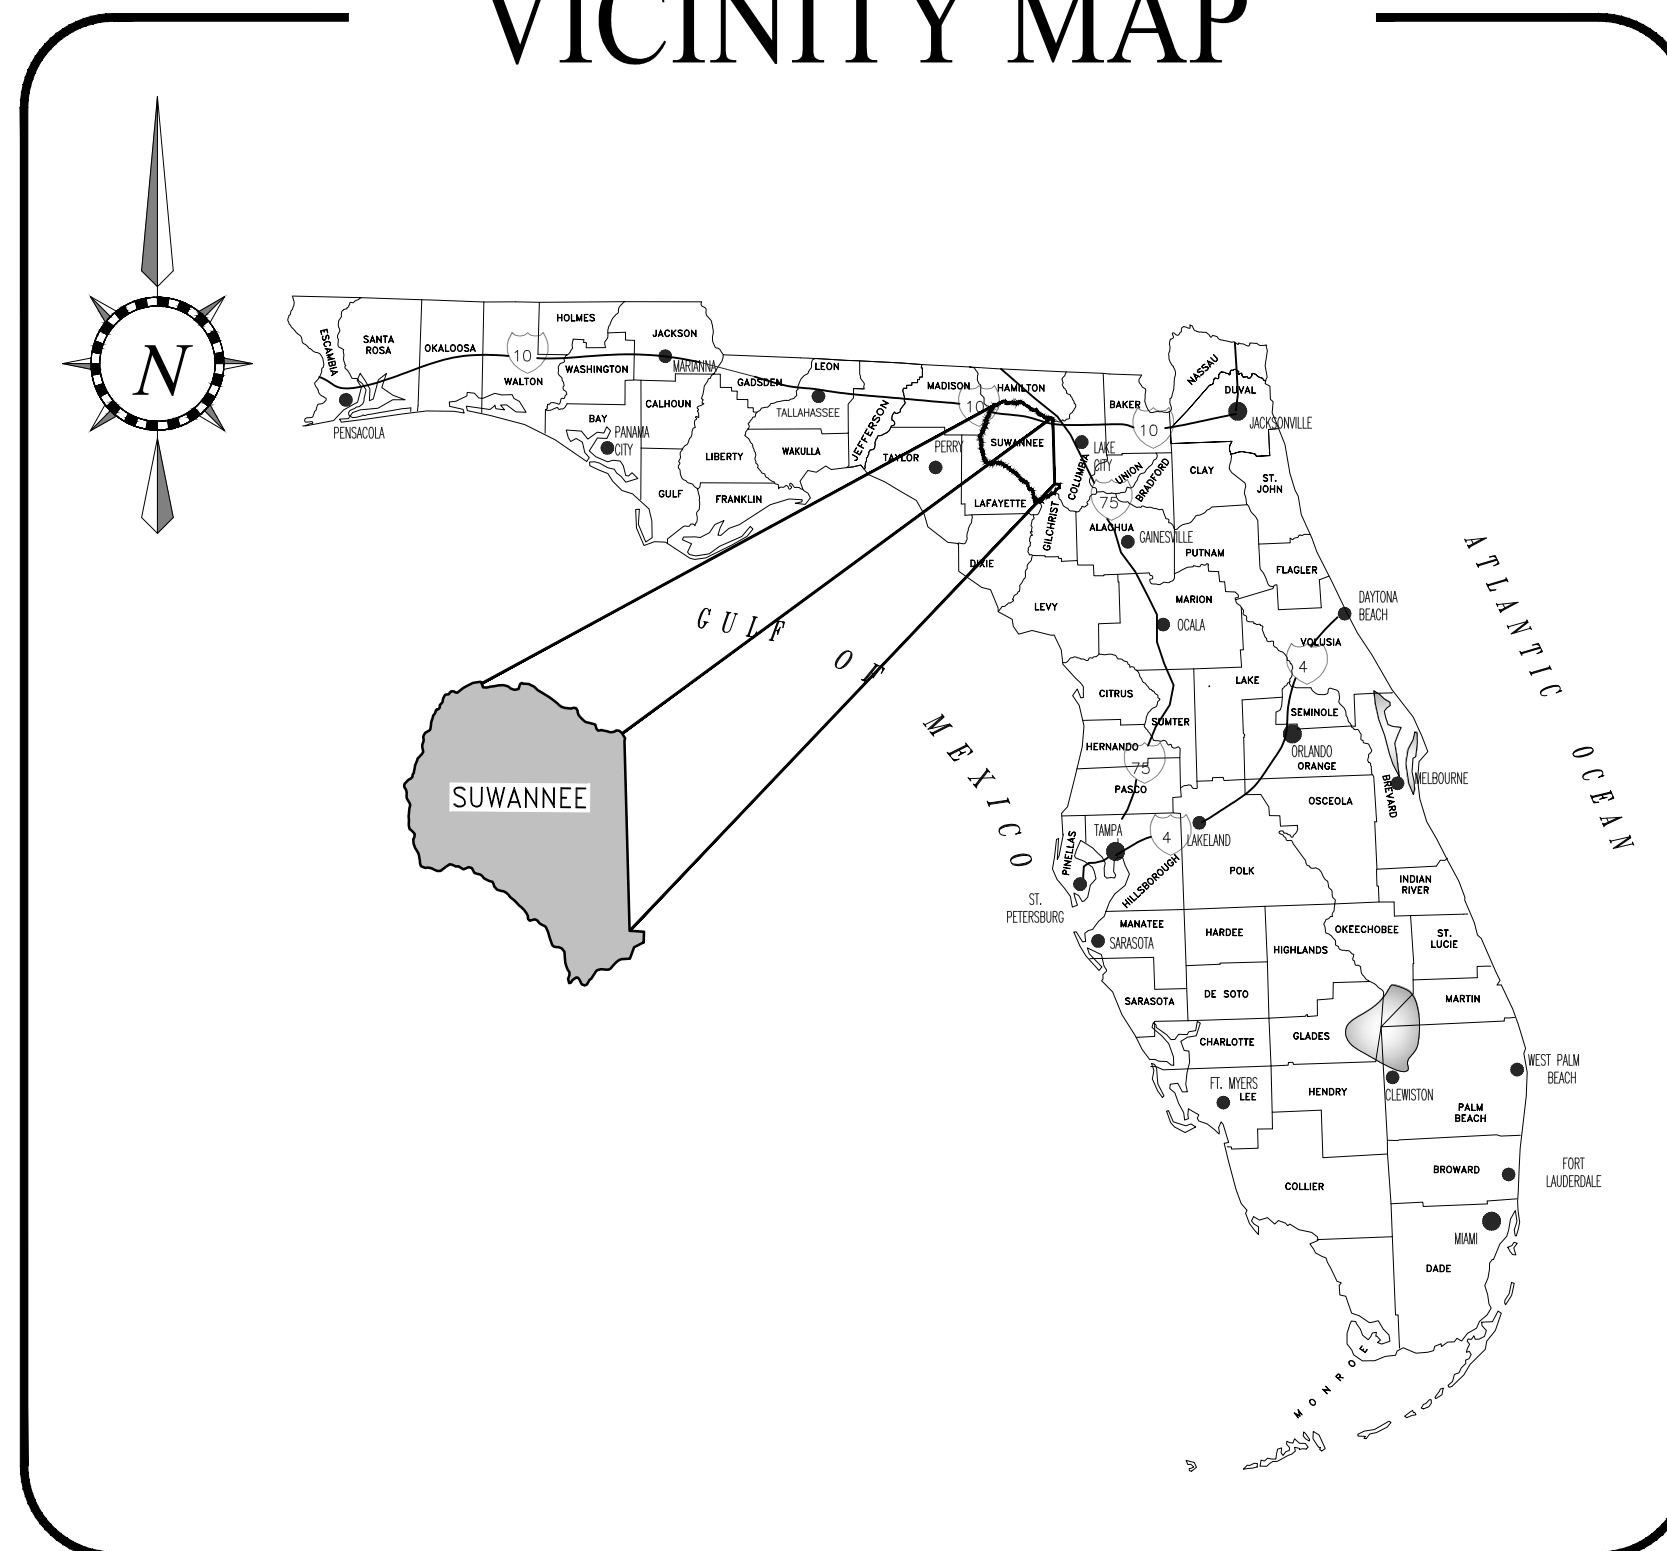 VICINITY MAP
N
HOLMES
JACKSON
SANTA
ROSA
ESCAMBIA
OKALOOSA
10
WALTON
WASHINGTON
MARIANNA
GADSDEN
LEON
TALLAHASSEE
MADISON
HAMILTON
10
NASSAU
DUVAL
JACKSONVILLE
BAKER
10
CALHOUN
BAY
PANAMA
CITY
PENSACOLA
LIBERTY
WAKULLA
JEFFERSON
TAYLOR
PERRY
SUWANNEE
LAKE
CITY
COLUMBIA
UNION
BRADFORD
CLAY
ST.
JOHN
GULF
FRANKLIN
LAFAYETTE
GILCHRIST
75
ALACHUA
GAINESVILLE
PUTNAM
DIXIE
FLAGLER
LEVY
MARION
OCALA
DAYTONA
BEACH
VOLUSIA
4
GULF
OF
MEXICO
ATLANTIC
OCEAN
CITRUS
LAKE
SUMTER
SEMINOLE
HERNANDO
75
ORLANDO
ORANGE
PASCO
OSCEOLA
BREVARD
MELBOURNE
SUWANNEE
PINELLAS
TAMPA
4
LAKELAND
HILLSBOROUGH
POLK
INDIAN
RIVER
ST.
PETERSBURG
MANATEE
SARASOTA
HARDEE
HIGHLANDS
OKEECHOBEE
ST.
LUCIE
SARASOTA
DE SOTO
MARTIN
CHARLOTTE
GLADES
WEST PALM
BEACH
FT. MYERS
LEE
HENDRY
CLEWISTON
PALM
BEACH
COLLIER
BROWARD
FORT
LAUDERDALE
MIAMI
DADE
MONROE